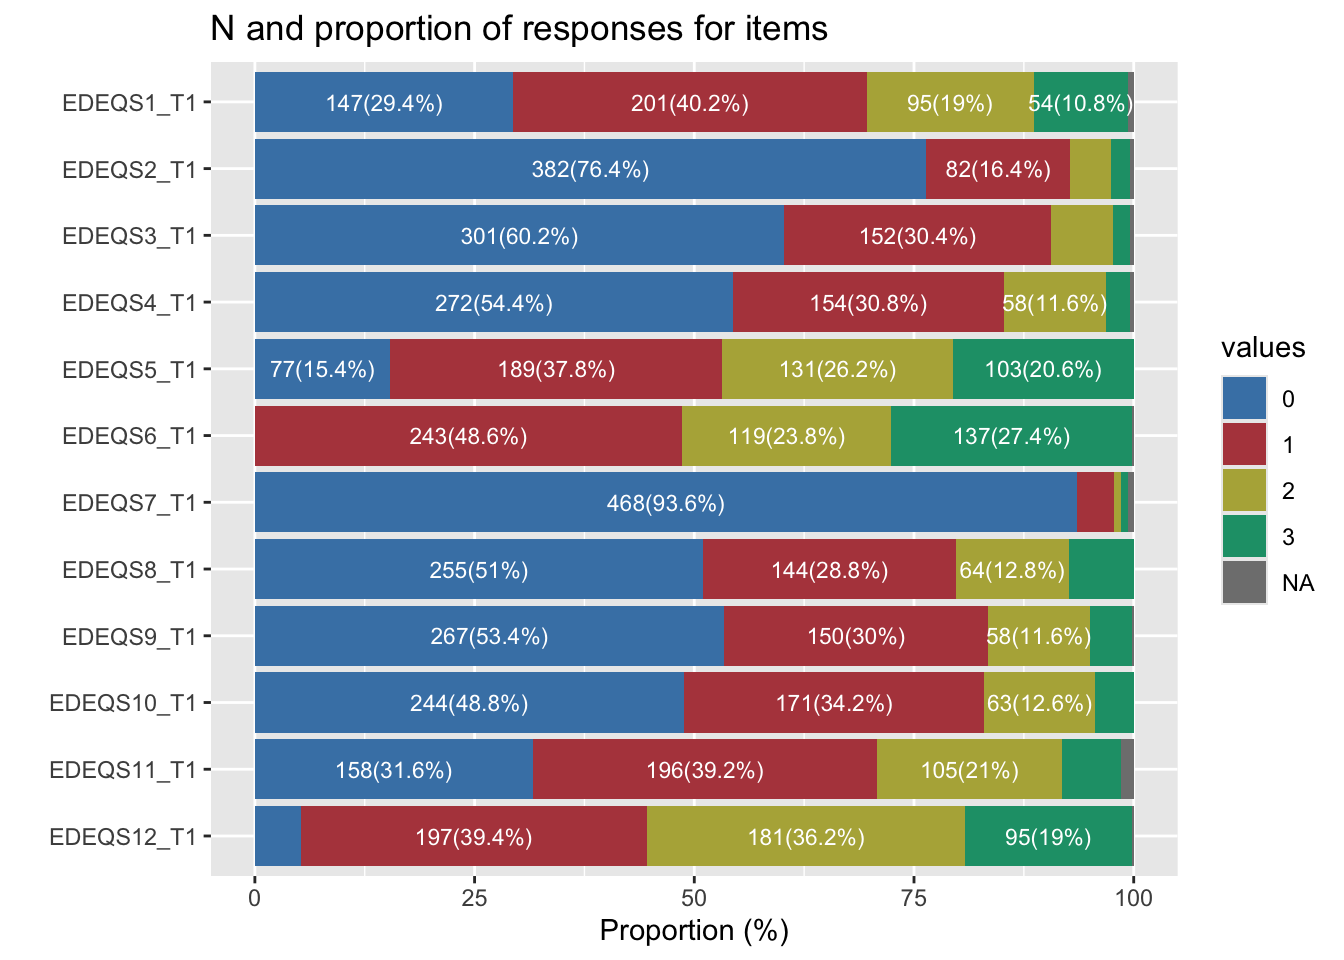 N and proportion of responses for items
EDEQS1_T1 147(29.4%) 201(40.2%) 95(19%) 54(10.8%)
EDEQS2_T1 382(76.4%) 82(16.4%)
EDEQS3_T1 301(60.2%) 152(30.4%)
EDEQS4_T1 272(54.4%) 154(30.8%) 58(11.6%)
EDEQS5_T1 77(15.4%) 189(37.8%) 131(26.2%) 103(20.6%)
EDEQS6_T1 243(48.6%) 119(23.8%) 137(27.4%)
EDEQS7_T1 468(93.6%)
EDEQS8_T1 255(51%) 144(28.8%) 64(12.8%)
EDEQS9_T1 267(53.4%) 150(30%) 58(11.6%)
EDEQS10_T1 244(48.8%) 171(34.2%) 63(12.6%)
EDEQS11_T1 158(31.6%) 196(39.2%) 105(21%)
EDEQS12_T1 197(39.4%) 181(36.2%) 95(19%)
0 25 50 75 100
Proportion (%)
values
0
1
2
3
NA